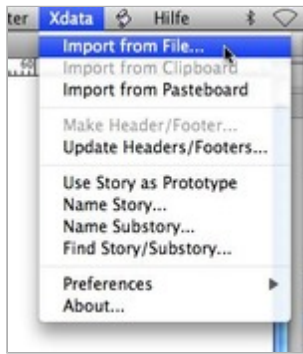 ter Xdata Hilfe
Import from File...
Import from Clipboard
Import from Pasteboard
Make Header/Footer...
Update Headers/Footers...
Use Story as Prototype
Name Story...
Name Substory...
Find Story/Substory...
Preferences
About...